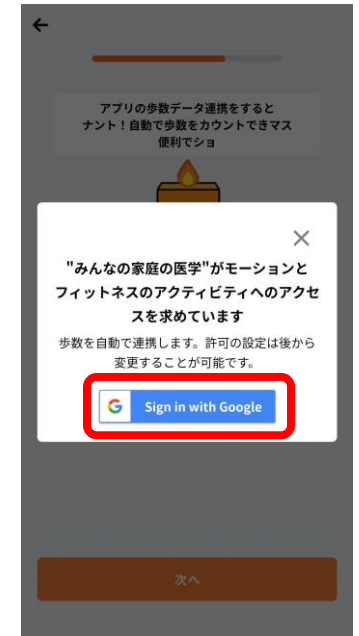 アプリの歩数データ連携をすると
ナント！自動で歩数をカウントできマス
便利でショ
"みんなの家庭の医学"がモーションと
フィットネスのアクティビティへのアクセ
スを求めています
歩数を自動で連携します。許可の設定は後から
変更することが可能です。
Sign in with Google
次へ